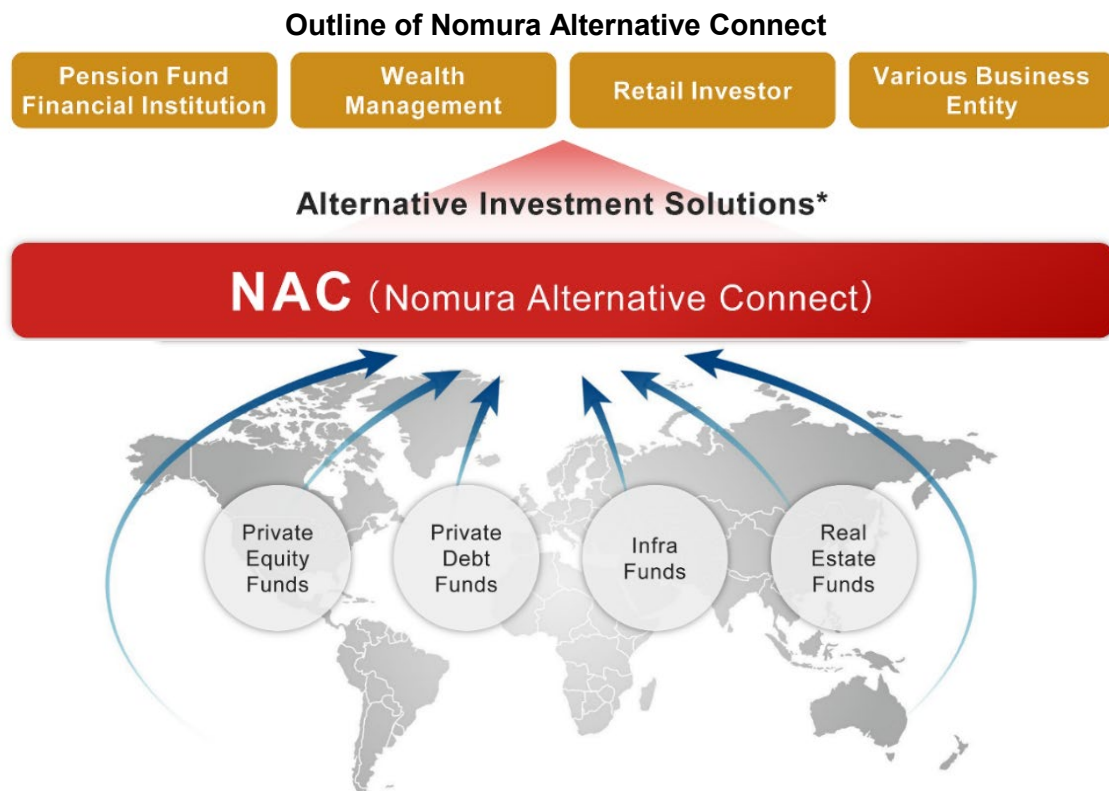 Outline of Nomura Alternative Connect
Pension Fund
Financial Institution
Wealth
Management
Retail Investor
Various Business
Entity
Alternative Investment Solutions*
NAC (Nomura Alternative Connect)
Private
Equity
Funds
Private
Debt
Funds
Infra
Funds
Real
Estate
Funds